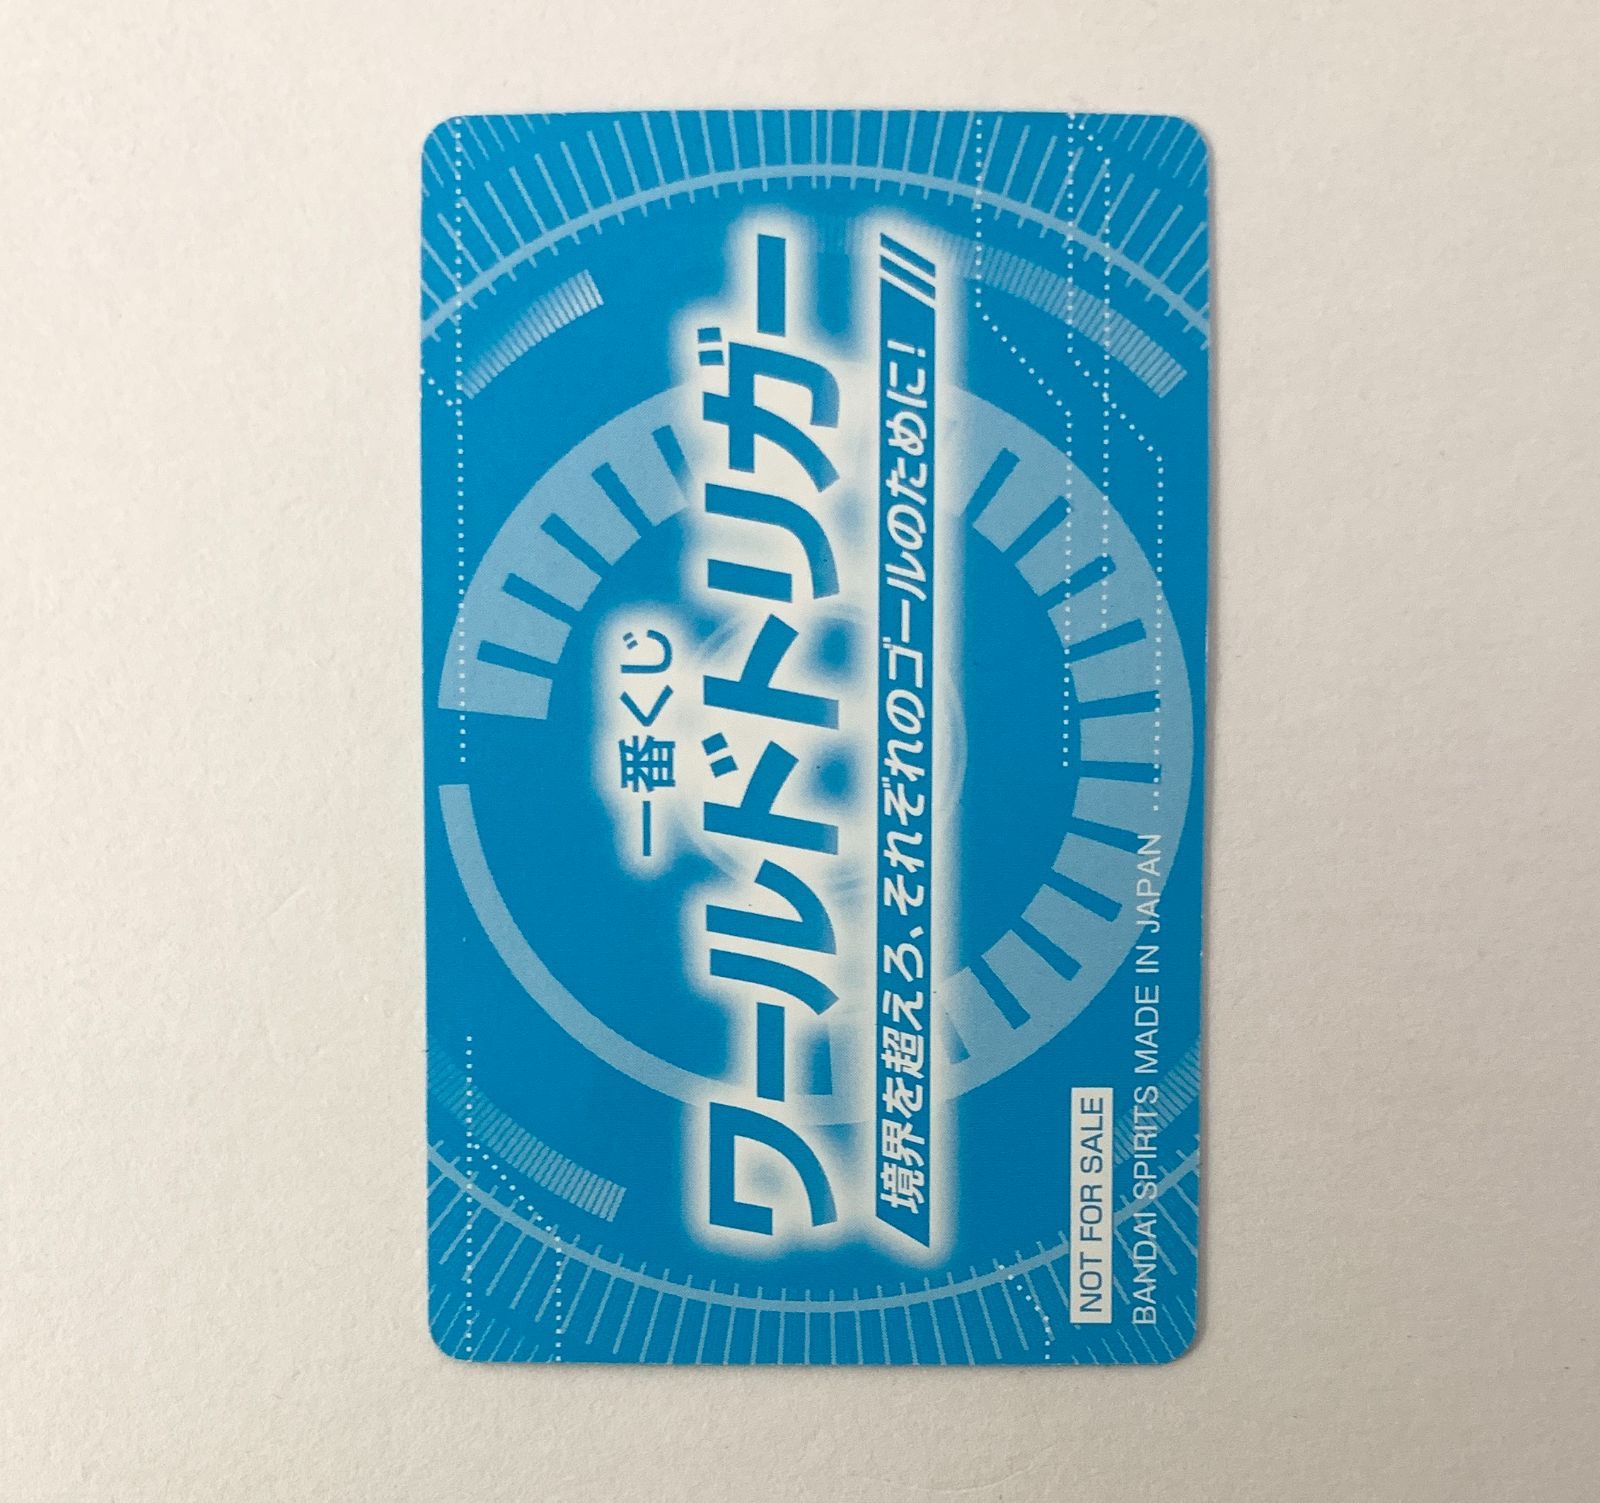 一番くじ
ワールドトリガー
境界を超えろ、それぞれのゴールのために!
NOT FOR SALE
BANDAI SPIRITS MADE IN JAPAN